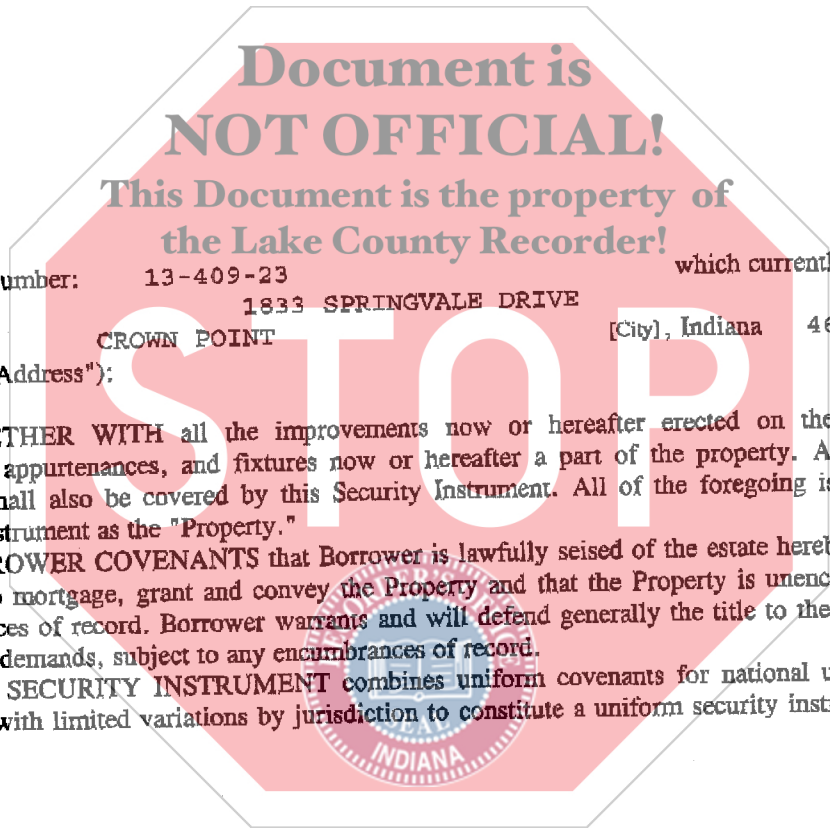 Document is
NOT OFFICIAL!
This Document is the property of
the Lake County Recorder!
umber: 13-409-23 which currentl
1833 SPRINGVALE DRIVE
CROWN POINT [City], Indiana 46
Address"):
STOP
ETHER WITH all the improvements now or hereafter erected on the
appurtenances, and fixtures now or hereafter a part of the property. A
hall also be covered by this Security Instrument. All of the foregoing is
strument as the "Property."
ROWER COVENANTS that Borrower is lawfully seised of the estate hereb
o mortgage, grant and convey the Property and that the Property is unenc
ces of record. Borrower warrants and will defend generally the title to the
demands, subject to any encumbrances of record.
SECURITY INSTRUMENT combines uniform covenants for national u
with limited variations by jurisdiction to constitute a uniform security inst
RECORDER'S OFFICE
SEAL
INDIANA